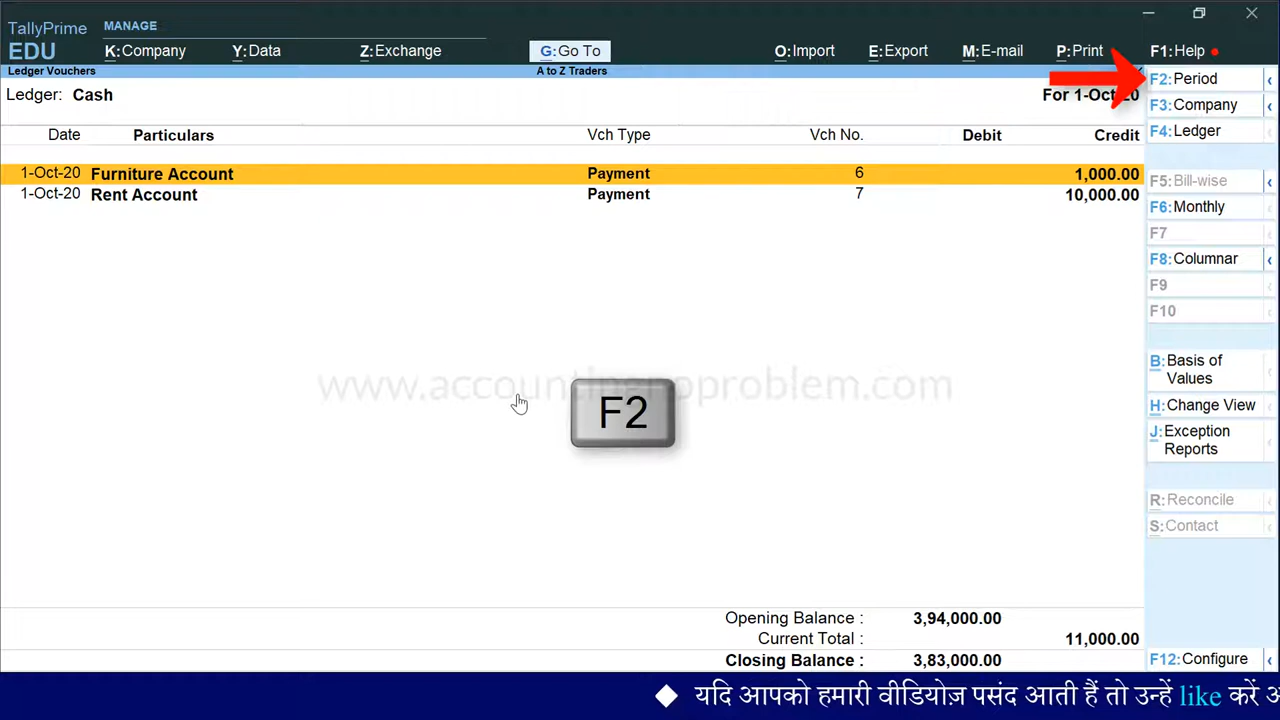 TallyPrime MANAGE
EDU K:Company Y:Data Z:Exchange G:Go To O:Import E:Export M:E-mail P:Print F1:Help
Ledger Vouchers A to Z Traders
Ledger: Cash For 1-Oct-20
Date Particulars Vch Type Vch No. Debit Credit
1-Oct-20 Furniture Account Payment 6 1,000.00
1-Oct-20 Rent Account Payment 7 10,000.00
F2:Period
F3:Company
F4:Ledger
F5:Bill-wise
F6:Monthly
F7
F8:Columnar
F9
F10
B:Basis of
Values
H:Change View
J:Exception
Reports
R:Reconcile
S:Contact
F12:Configure
F2
Opening Balance : 3,94,000.00
Current Total : 11,000.00
Closing Balance : 3,83,000.00
◆ यदि आपको हमारी वीडियोज़ पसंद आती हैं तो उन्हें like करें